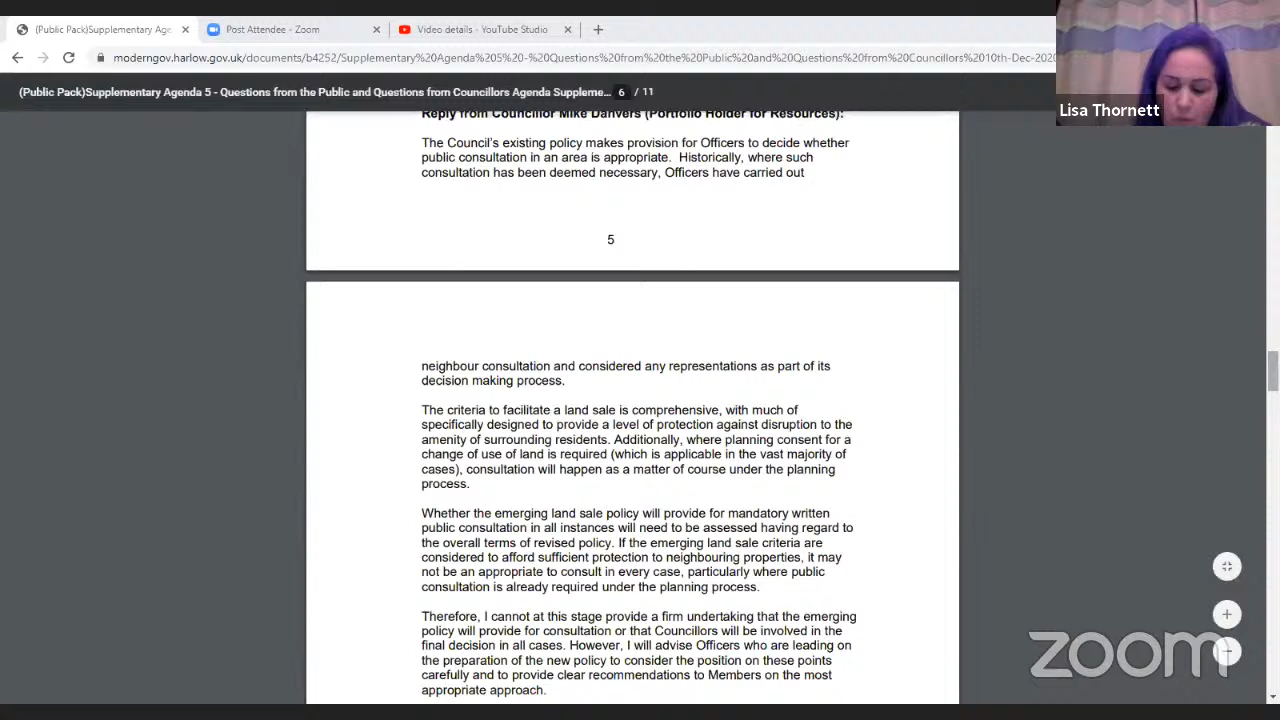 (Public Pack)Supplementary Age
Post Attendee - Zoom
Video details - YouTube Studio
moderngov.harlow.gov.uk/documents/b4252/Supplementary%20Agenda%205%20-%20Questions%20from%20the%20Public%20and%20Questions%20from%20Councillors%2010th-Dec-2020
(Public Pack)Supplementary Agenda 5 - Questions from the Public and Questions from Councillors Agenda Suppleme... 6 / 11
Lisa Thornett
Reply from Councillor Mike Danvers (Portfolio Holder for Resources):
The Council's existing policy makes provision for Officers to decide whether
public consultation in an area is appropriate. Historically, where such
consultation has been deemed necessary, Officers have carried out
5
neighbour consultation and considered any representations as part of its
decision making process.
The criteria to facilitate a land sale is comprehensive, with much of
specifically designed to provide a level of protection against disruption to the
amenity of surrounding residents. Additionally, where planning consent for a
change of use of land is required (which is applicable in the vast majority of
cases), consultation will happen as a matter of course under the planning
process.
Whether the emerging land sale policy will provide for mandatory written
public consultation in all instances will need to be assessed having regard to
the overall terms of revised policy. If the emerging land sale criteria are
considered to afford sufficient protection to neighbouring properties, it may
not be an appropriate to consult in every case, particularly where public
consultation is already required under the planning process.
Therefore, I cannot at this stage provide a firm undertaking that the emerging
policy will provide for consultation or that Councillors will be involved in the
final decision in all cases. However, I will advise Officers who are leading on
the preparation of the new policy to consider the position on these points
carefully and to provide clear recommendations to Members on the most
appropriate approach.
zoom